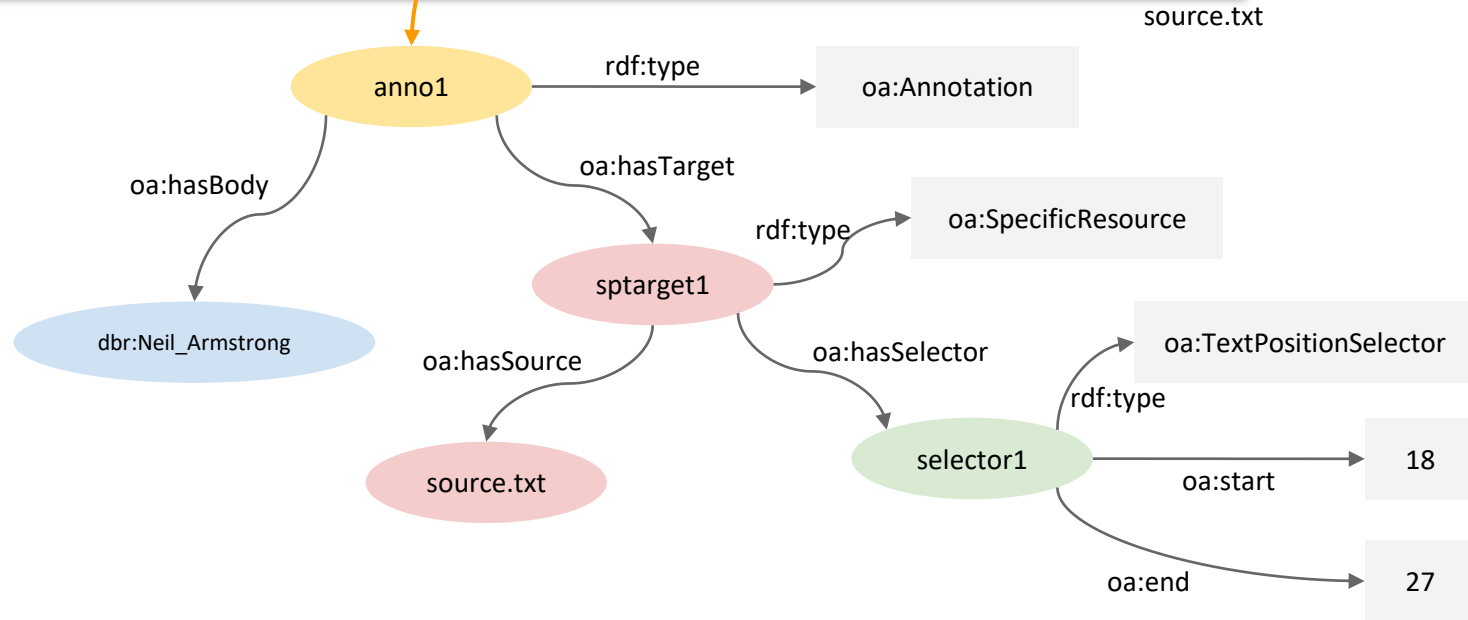 source.txt
rdf:type
anno1
oa:Annotation
oa:hasTarget
oa:hasBody
oa:SpecificResource
rdf:type
sptarget1
dbr:Neil_Armstrong
oa:TextPositionSelector
oa:hasSelector
oa:hasSource
rdf:type
selector1
18
source.txt
oa:start
oa:end
27